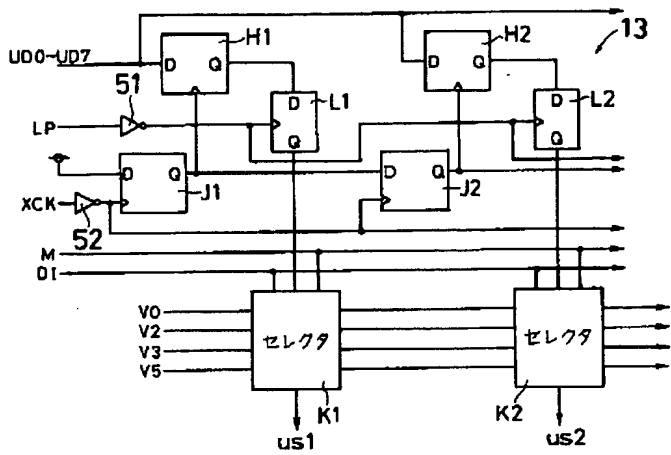 13
UD0~UD7
D Q
H1
D Q
H2
51
LP
D
Q
L1
D
Q
L2
D Q
J1
D Q
J2
XCK
52
M
DI
V0
V2
V3
V5
セレクタ
セレクタ
K1
K2
us1
us2